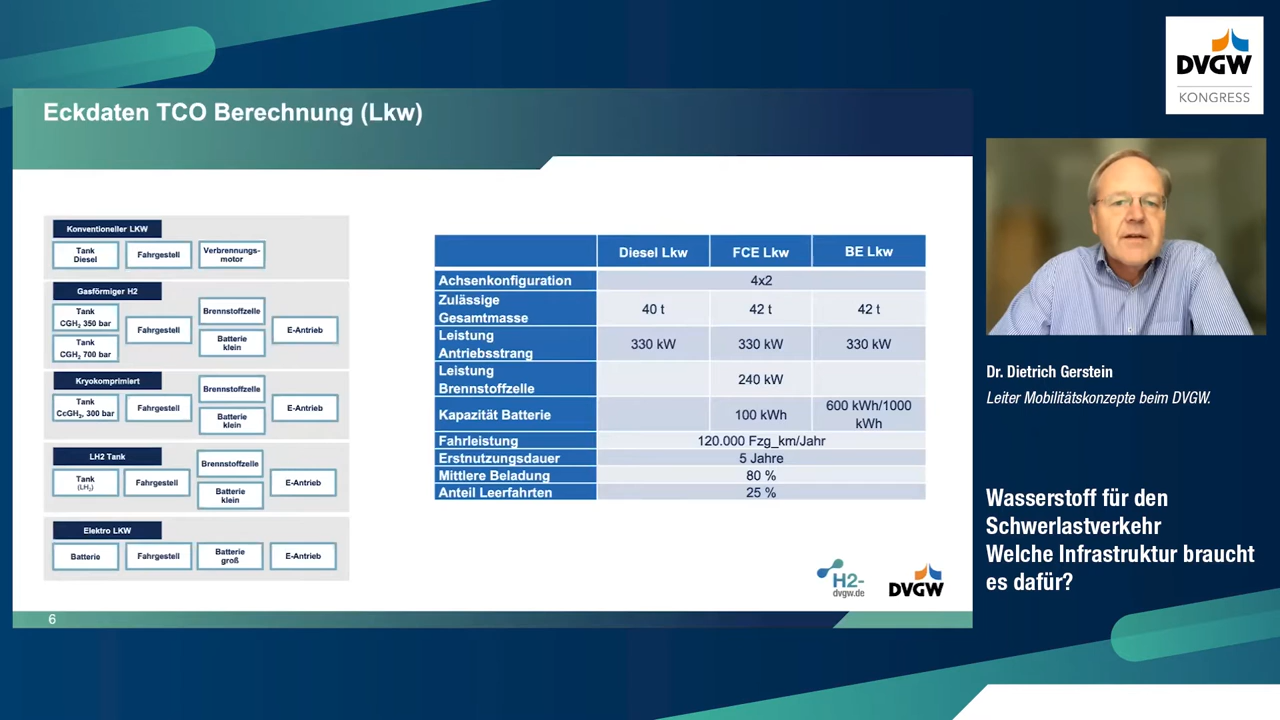 DVGW
KONGRESS
Eckdaten TCO Berechnung (Lkw)
Konventioneller LKW
Tank
Diesel
Fahrgestell
Verbrennungs-
motor
Gasförmiger H2
Tank
CGH₂ 350 bar
Tank
CGH₂ 700 bar
Fahrgestell
Brennstoffzelle
Batterie
klein
E-Antrieb
Kryokomprimiert
Tank
CcGH₂, 300 bar
Fahrgestell
Brennstoffzelle
Batterie
klein
E-Antrieb
LH2 Tank
Tank
(LH₂)
Fahrgestell
Brennstoffzelle
Batterie
klein
E-Antrieb
Elektro LKW
Batterie
Fahrgestell
Batterie
groß
E-Antrieb
Diesel Lkw FCE Lkw BE Lkw
Achsenkonfiguration 4x2
Zulässige
Gesamtmasse 40 t 42 t 42 t
Leistung
Antriebsstrang 330 kW 330 kW 330 kW
Leistung
Brennstoffzelle 240 kW
Kapazität Batterie 100 kWh 600 kWh/1000
kWh
Fahrleistung 120.000 Fzg_km/Jahr
Erstnutzungsdauer 5 Jahre
Mittlere Beladung 80 %
Anteil Leerfahrten 25 %
H2-
dvgw.de
DVGW
6
Dr. Dietrich Gerstein
Leiter Mobilitätskonzepte beim DVGW.
Wasserstoff für den
Schwerlastverkehr
Welche Infrastruktur braucht
es dafür?